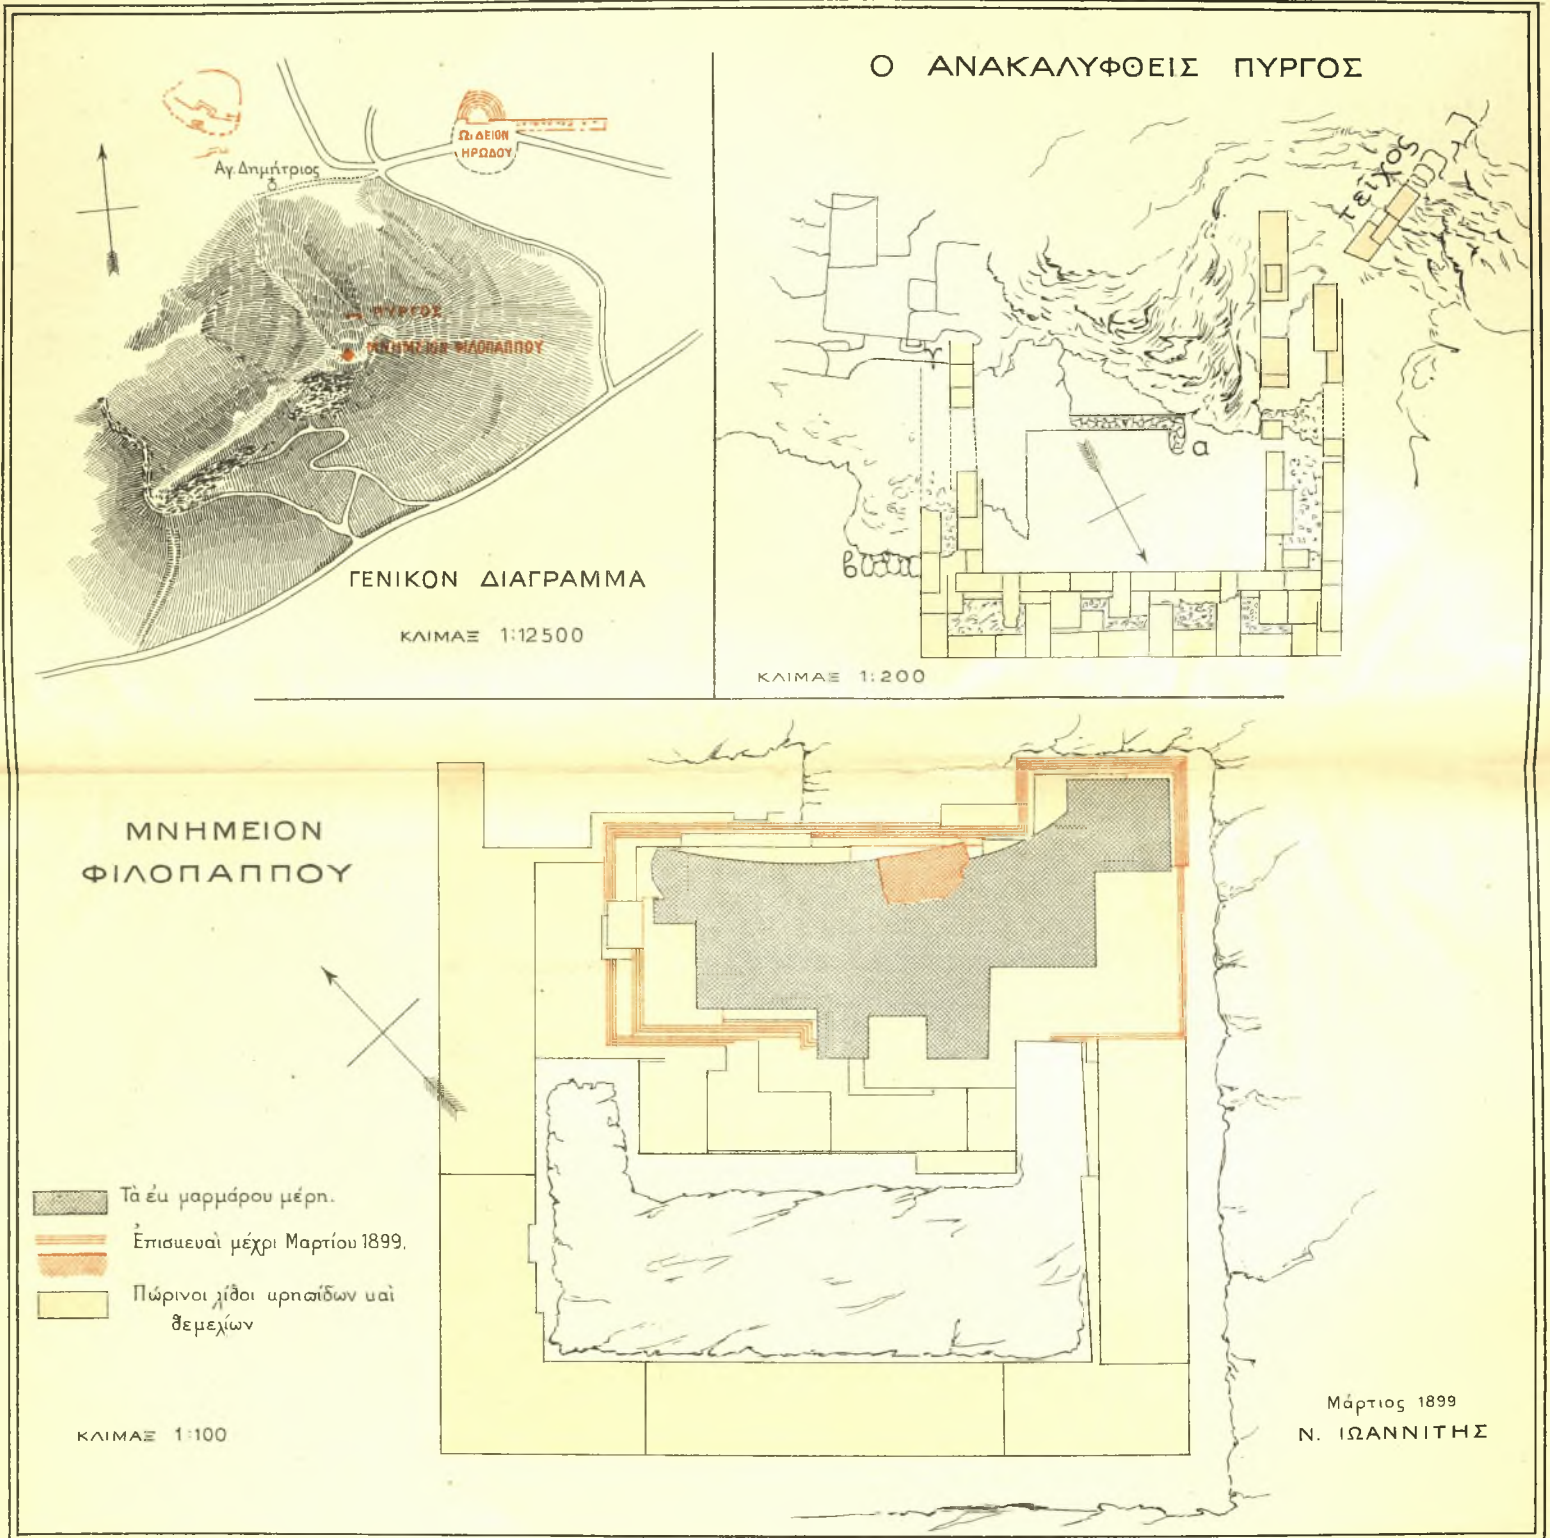 ΩΙΔΕΙΟΝ
ΗΡΩΔΟΥ
Αγ. Δημήτριος
ΠΥΡΓΟΣ
ΜΝΗΜΕΙΟΝ ΦΙΛΟΠΑΠΠΟΥ
ΓΕΝΙΚΟΝ ΔΙΑΓΡΑΜΜΑ
ΚΛΙΜΑΞ 1:12500
Ο ΑΝΑΚΑΛΥΦΘΕΙΣ ΠΥΡΓΟΣ
τεῖχος
γ
α
β
ΚΛΙΜΑΞ 1:200
ΜΝΗΜΕΙΟΝ
ΦΙΛΟΠΑΠΠΟΥ
Τὰ ἐκ μαρμάρου μέρη.
Ἐπισκευαὶ μέχρι Μαρτίου 1899.
Πώρινοι λίθοι κρηπίδων καὶ
θεμελίων
ΚΛΙΜΑΞ 1:100
Μάρτιος 1899
Ν. ΙΩΑΝΝΙΤΗΣ